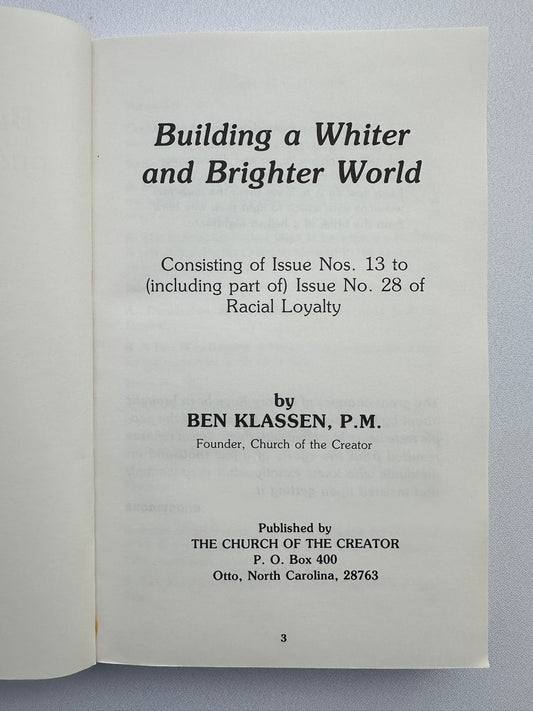 Building a Whiter
and Brighter World
Consisting of Issue Nos. 13 to
(including part of) Issue No. 28 of
Racial Loyalty
by
BEN KLASSEN, P.M.
Founder, Church of the Creator
Published by
THE CHURCH OF THE CREATOR
P. O. Box 400
Otto, North Carolina, 28763
3